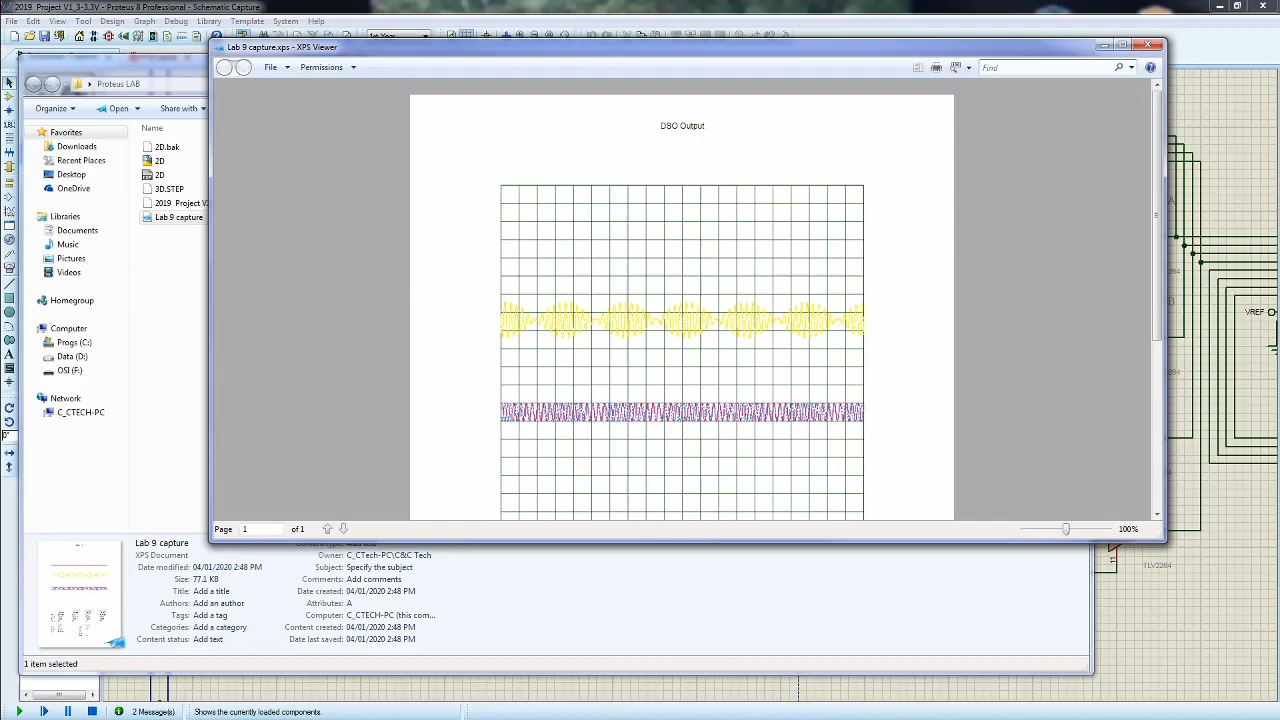 2019 Project V1_3-3.3V - Proteus 8 Professional - Schematic Capture
File Edit View Tool Design Graph Debug Library Template System Help
Lab 9 capture.xps - XPS Viewer
File Permissions Find
Proteus LAB
Organize Open Share with
Favorites
Downloads
Recent Places
Desktop
OneDrive
Libraries
Documents
Music
Pictures
Videos
Homegroup
Computer
Progs (C:)
Data (D:)
OSI (F:)
Network
C_CTECH-PC
Name
2D.bak
2D
2D
3D.STEP
2019 Project V
Lab 9 capture
DSO Output
VREF
Page 1 of 1
100%
Lab 9 capture
XPS Document
Date modified: 04/01/2020 2:48 PM
Size: 77.1 KB
Title: Add a title
Authors: Add an author
Tags: Add a tag
Categories: Add a category
Content status: Add text
Owner: C_CTech-PC\C&C Tech
Subject: Specify the subject
Comments: Add comments
Date created: 04/01/2020 2:48 PM
Attributes: A
Computer: C_CTECH-PC (this com...
Content created: 04/01/2020 2:48 PM
Date last saved: 04/01/2020 2:48 PM
TLV2264
1 item selected
2 Message(s) Shows the currently loaded components.